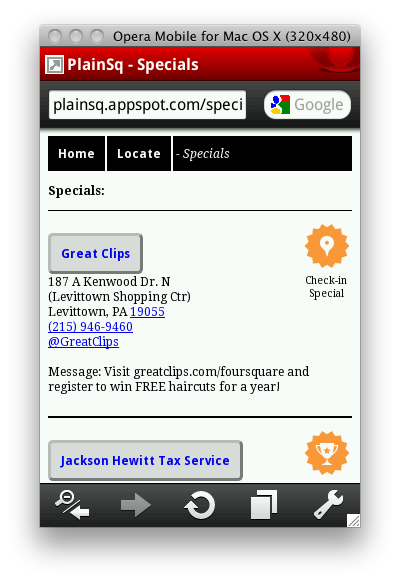 Opera Mobile for Mac OS X (320x480)
PlainSq - Specials
plainsq.appspot.com/speci
Google
Home Locate - Specials
Specials:
Great Clips
187 A Kenwood Dr. N
(Levittown Shopping Ctr)
Levittown, PA 19055
(215) 946-9460
@GreatClips
Check-in
Special
Message: Visit greatclips.com/foursquare and
register to win FREE haircuts for a year!
Jackson Hewitt Tax Service